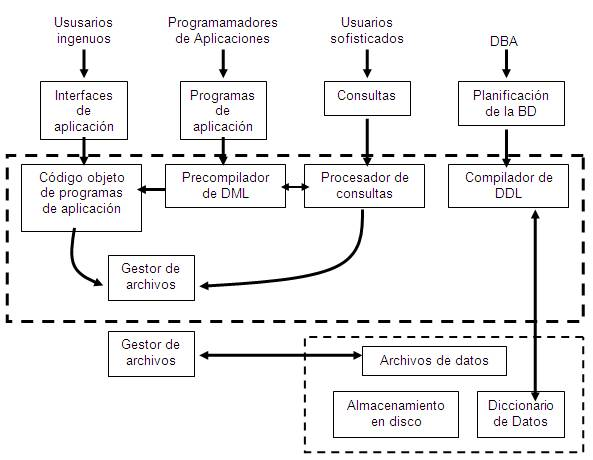 Ususarios
ingenuos
Programamadores
de Aplicaciones
Usuarios
sofisticados
DBA
Interfaces
de
aplicación
Programas
de
aplicación
Consultas
Planificación
de la BD
Código objeto
de programas
de aplicación
Precompilador
de DML
Procesador de
consultas
Compilador de
DDL
Gestor de
archivos
Gestor de
archivos
Archivos de datos
Almacenamiento
en disco
Diccionario
de Datos